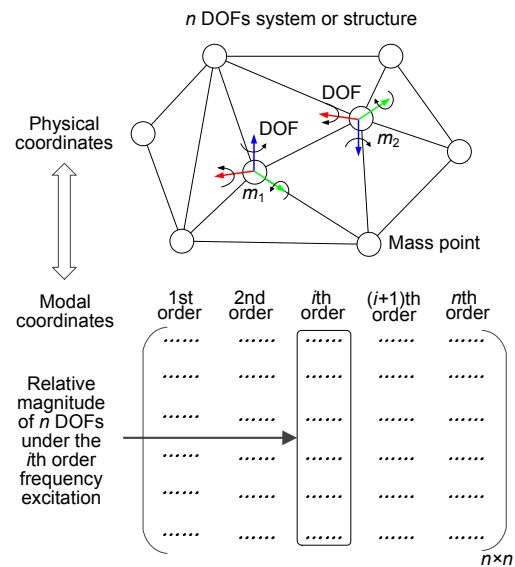 n DOFs system or structure
DOF
DOF
m2
m1
Physical
coordinates
Mass point
Modal
coordinates
1st
order
2nd
order
ith
order
(i+1)th
order
nth
order
...... ...... ...... ...... ......
...... ...... ...... ...... ......
...... ...... ...... ...... ......
...... ...... ...... ...... ......
...... ...... ...... ...... ......
...... ...... ...... ...... ......
Relative
magnitude
of n DOFs
under the
ith order
frequency
excitation
n×n